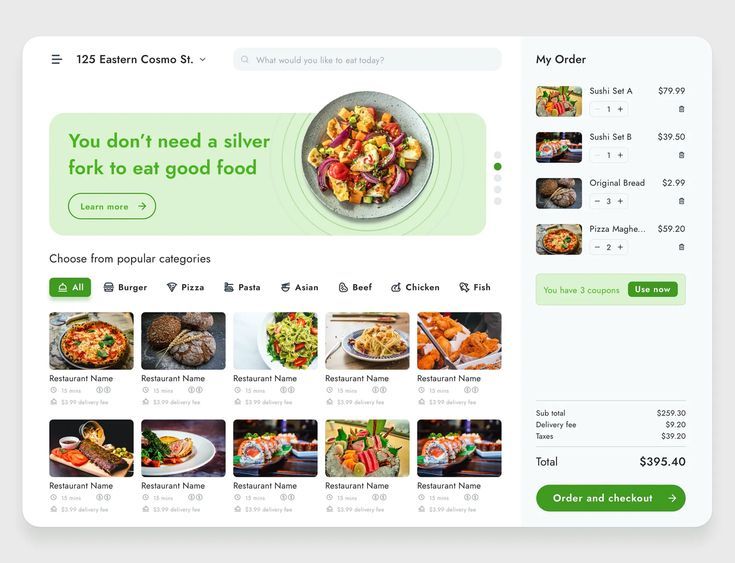 125 Eastern Cosmo St.
What would you like to eat today?
You don't need a silver
fork to eat good food
Learn more
Choose from popular categories
All Burger Pizza Pasta Asian Beef Chicken Fish
Restaurant Name Restaurant Name Restaurant Name Restaurant Name Restaurant Name
15 mins 15 mins 15 mins 15 mins 15 mins
$3.99 delivery fee $3.99 delivery fee $3.99 delivery fee $3.99 delivery fee $3.99 delivery fee
Restaurant Name Restaurant Name Restaurant Name Restaurant Name Restaurant Name
15 mins 15 mins 15 mins 15 mins 15 mins
$3.99 delivery fee $3.99 delivery fee $3.99 delivery fee $3.99 delivery fee $3.99 delivery fee
My Order
Sushi Set A $79.99
− 1 +
Sushi Set B $39.50
− 1 +
Original Bread $2.99
− 3 +
Pizza Maghe... $59.20
− 2 +
You have 3 coupons Use now
Sub total $259.30
Delivery fee $9.20
Taxes $39.20
Total $395.40
Order and checkout